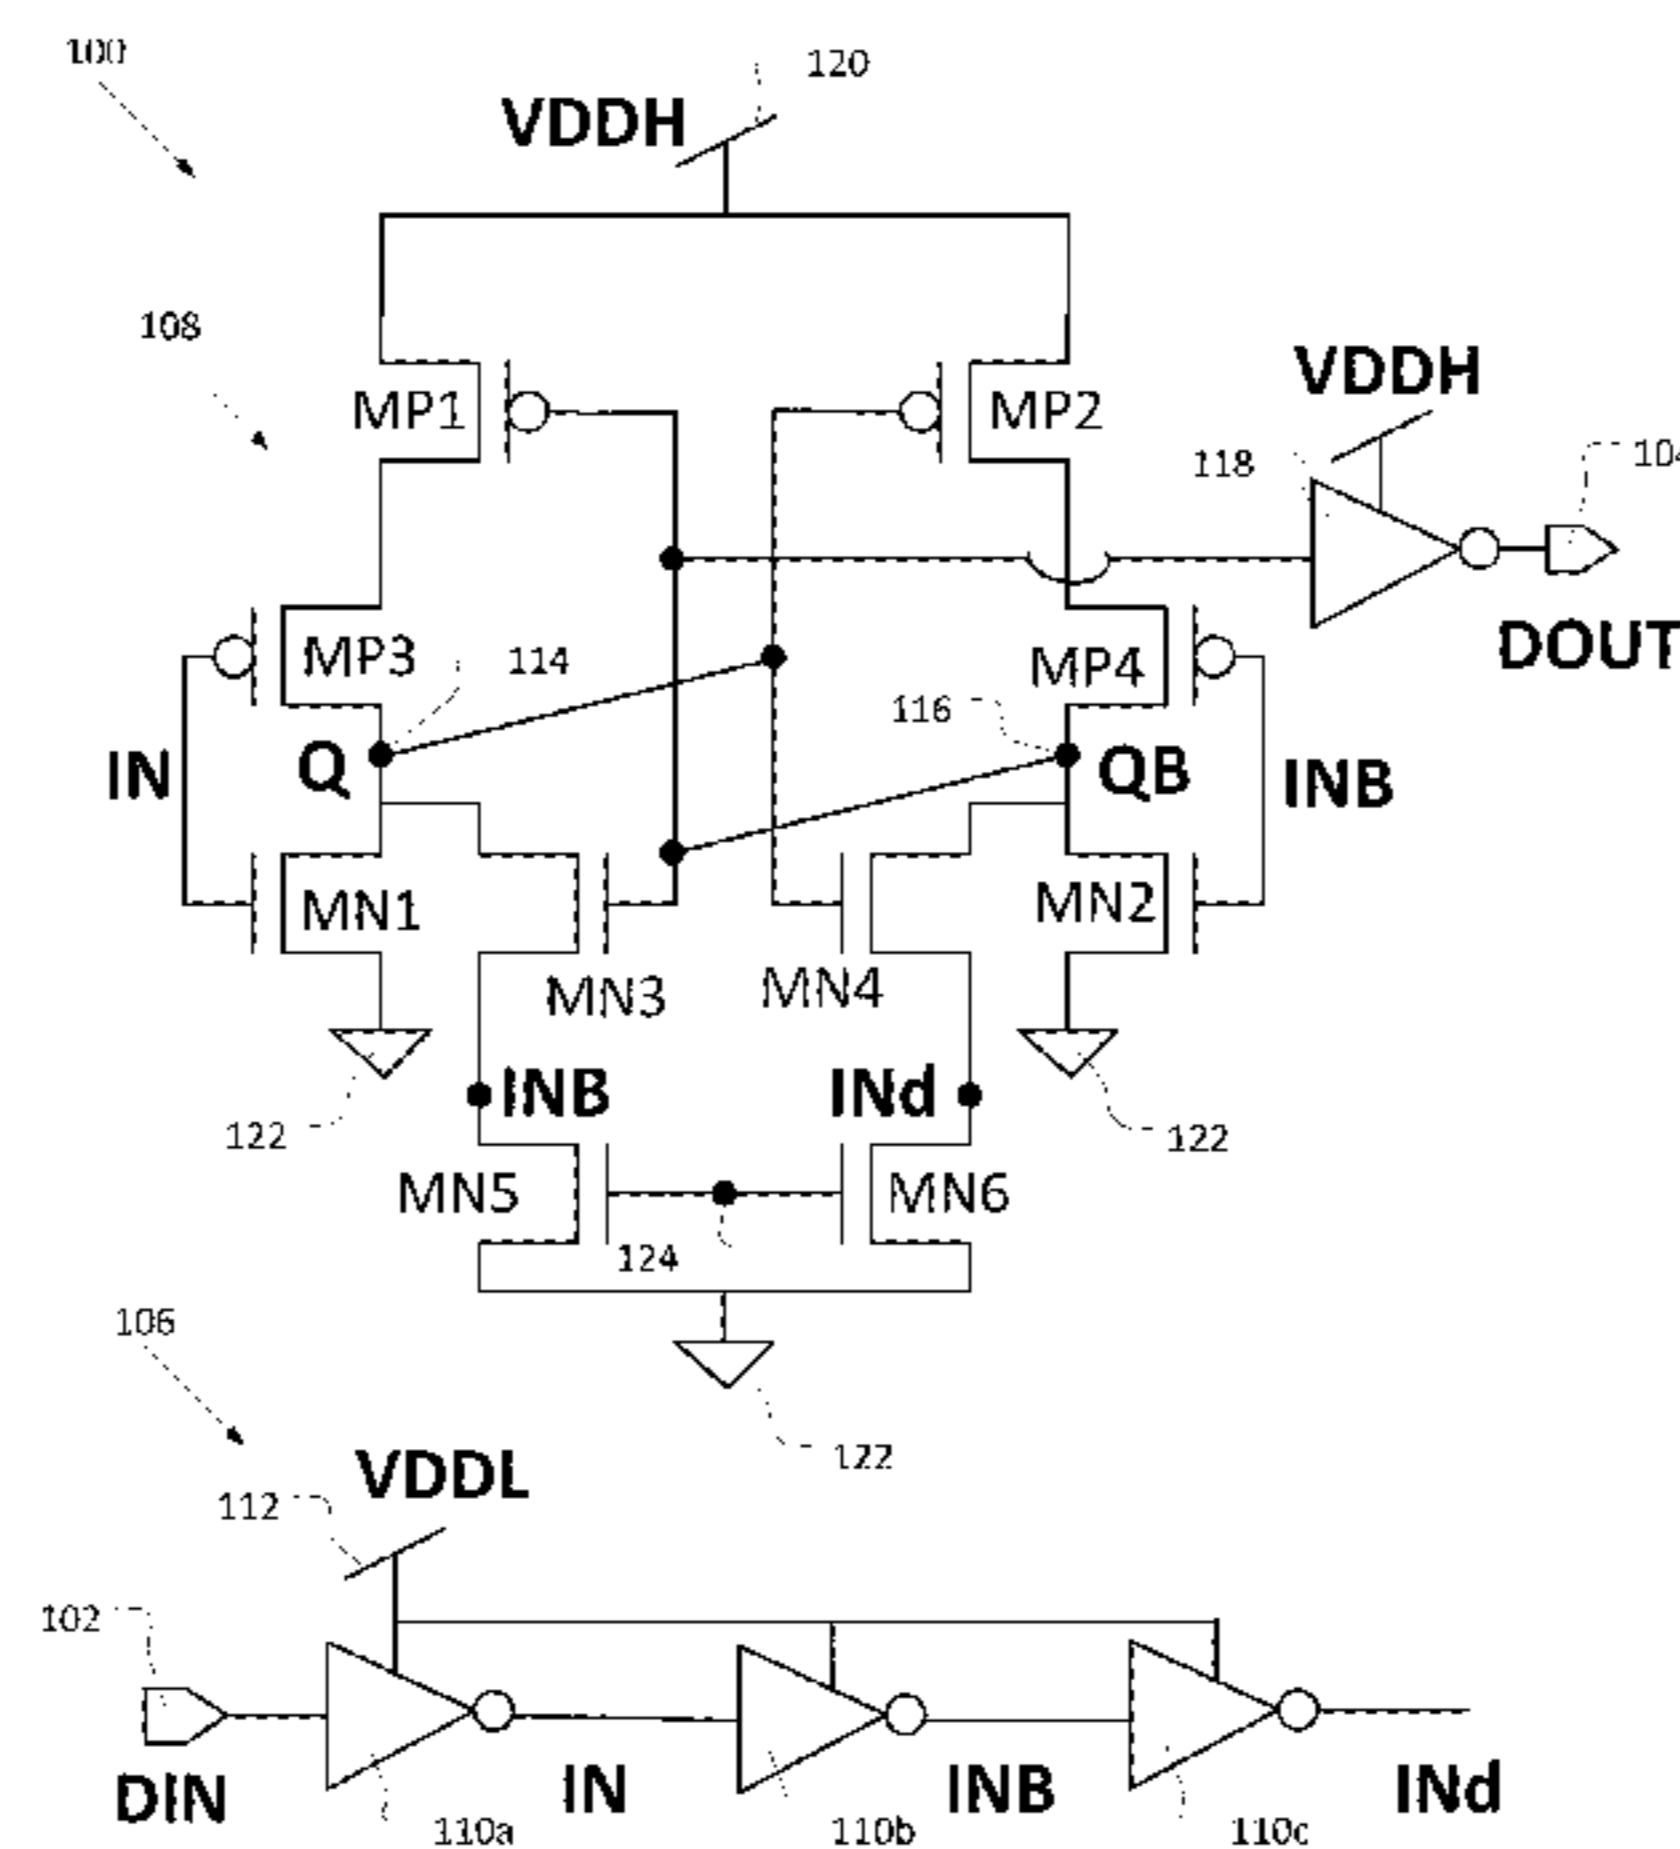 100
120
VDDH
108
MP1
MP2
VDDH
118
104
DOUT
MP3
114
MP4
116
IN
Q
QB
INB
MN1
MN2
MN3
MN4
INB
INd
122
122
MN5
MN6
124
106
122
VDDL
112
102
DIN
IN
INB
INd
110a
110b
110c